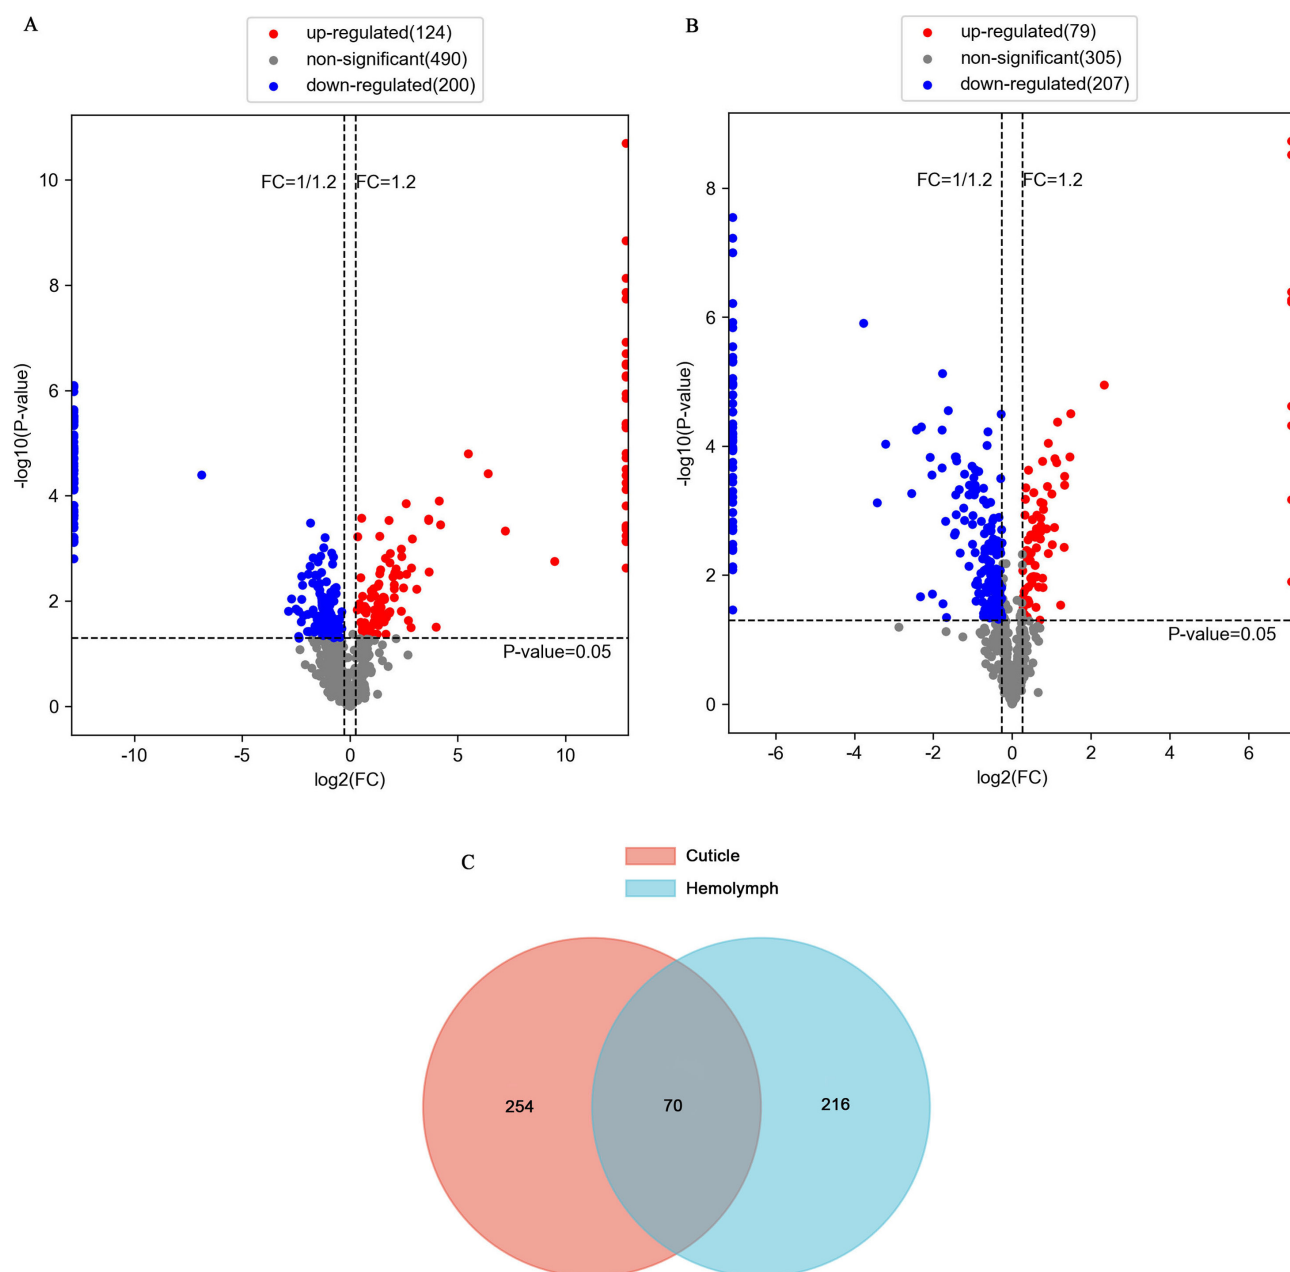 A
up-regulated(124)
non-significant(490)
down-regulated(200)
FC=1/1.2
FC=1.2
10
8
6
4
2
0
-log10(P-value)
P-value=0.05
-10
-5
0
5
10
log2(FC)
B
up-regulated(79)
non-significant(305)
down-regulated(207)
FC=1/1.2
FC=1.2
8
6
4
2
0
-log10(P-value)
P-value=0.05
-6
-4
-2
0
2
4
6
log2(FC)
C
Cuticle
Hemolymph
254
70
216